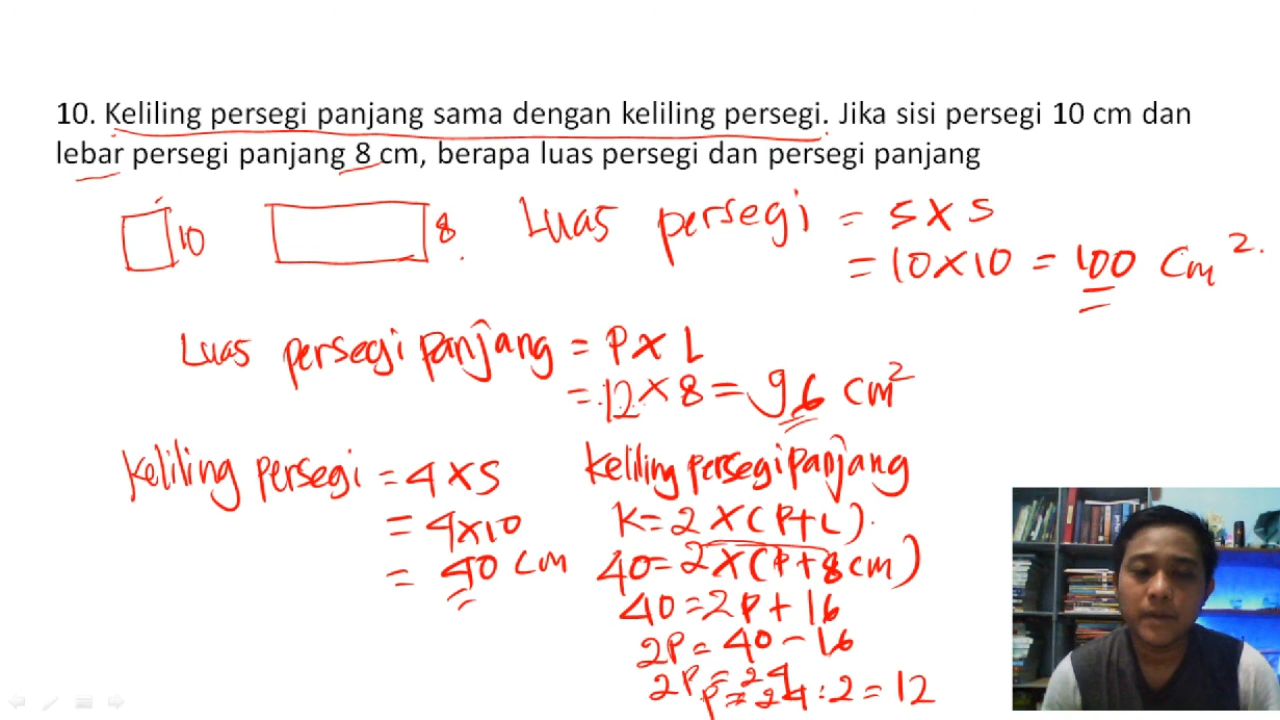 10. Keliling persegi panjang sama dengan keliling persegi. Jika sisi persegi 10 cm dan
lebar persegi panjang 8 cm, berapa luas persegi dan persegi panjang
10
8
Luas persegi = S X S
= 10 X 10 = 100 Cm².
Luas persegi panjang = P X L
= 12 X 8 = 96 cm²
Keliling persegi = 4 X S
= 4x10
= 40 cm
Keliling persegi panjang
K = 2 X (P+L).
40 = 2 X (P + 8 cm)
40 = 2P + 16
2P = 40 - 16
2P = 24
P = 24 : 2 = 12